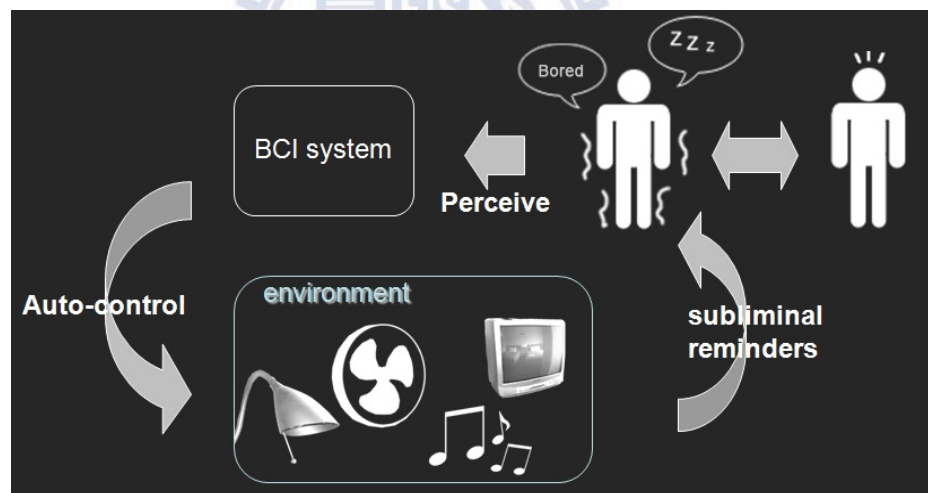 Bored
Z Z z
BCI system
Perceive
Auto-control
environment
subliminal
reminders